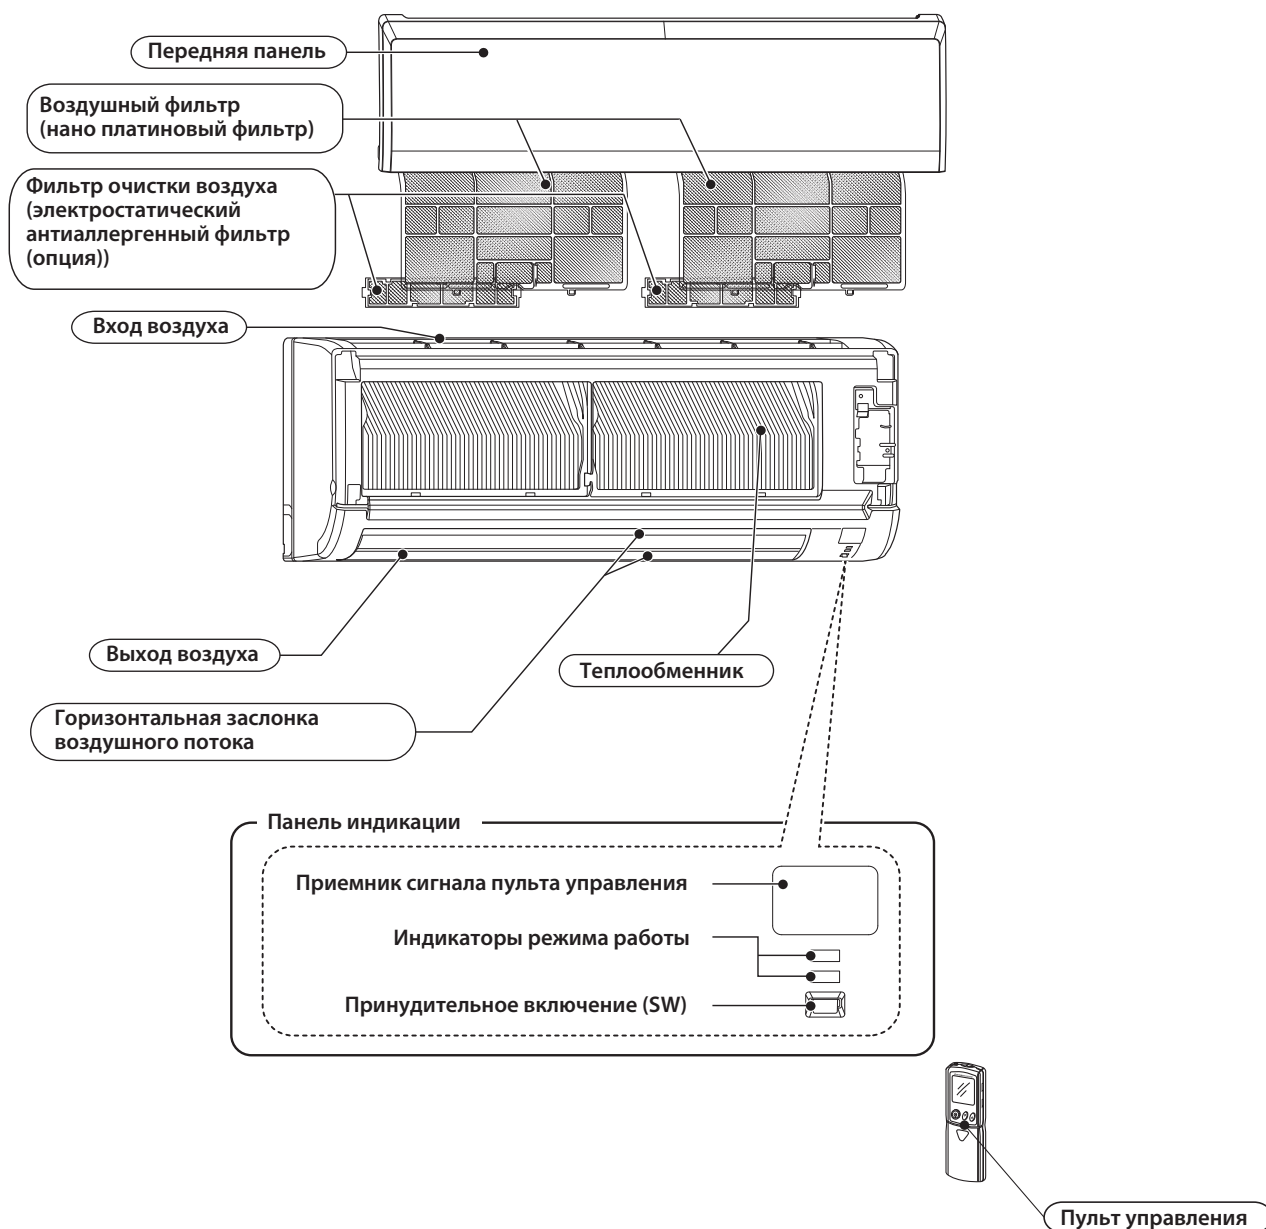 Передняя панель
Воздушный фильтр
(нано платиновый фильтр)
Фильтр очистки воздуха
(электростатический
антиаллергенный фильтр
(опция))
Вход воздуха
Выход воздуха
Теплообменник
Горизонтальная заслонка
воздушного потока
Панель индикации
Приемник сигнала пульта управления
Индикаторы режима работы
Принудительное включение (SW)
Пульт управления